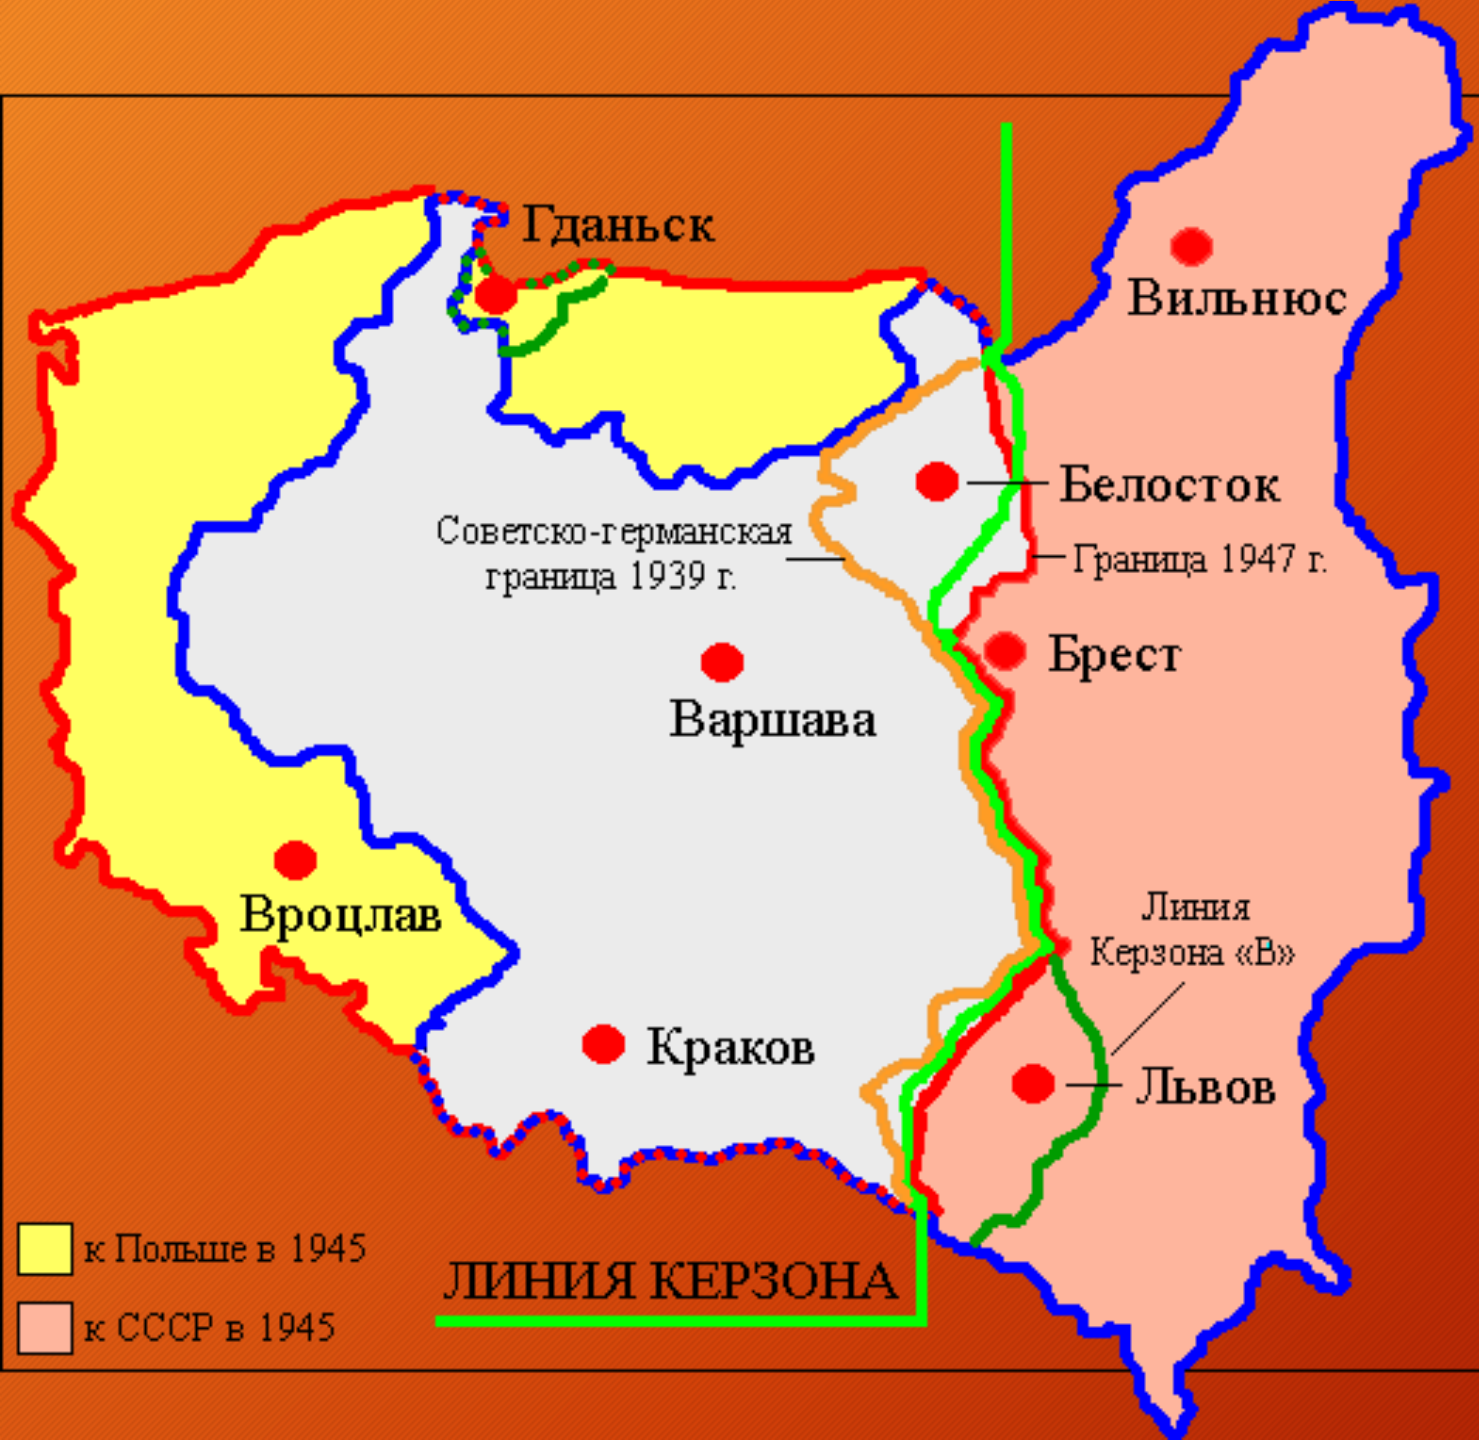 Гданьск
Вильнюс
Белосток
Советско-германская
граница 1939 г.
Граница 1947 г.
Брест
Варшава
Вроцлав
Линия
Керзона «В»
Краков
Львов
к Польше в 1945
ЛИНИЯ КЕРЗОНА
к СССР в 1945